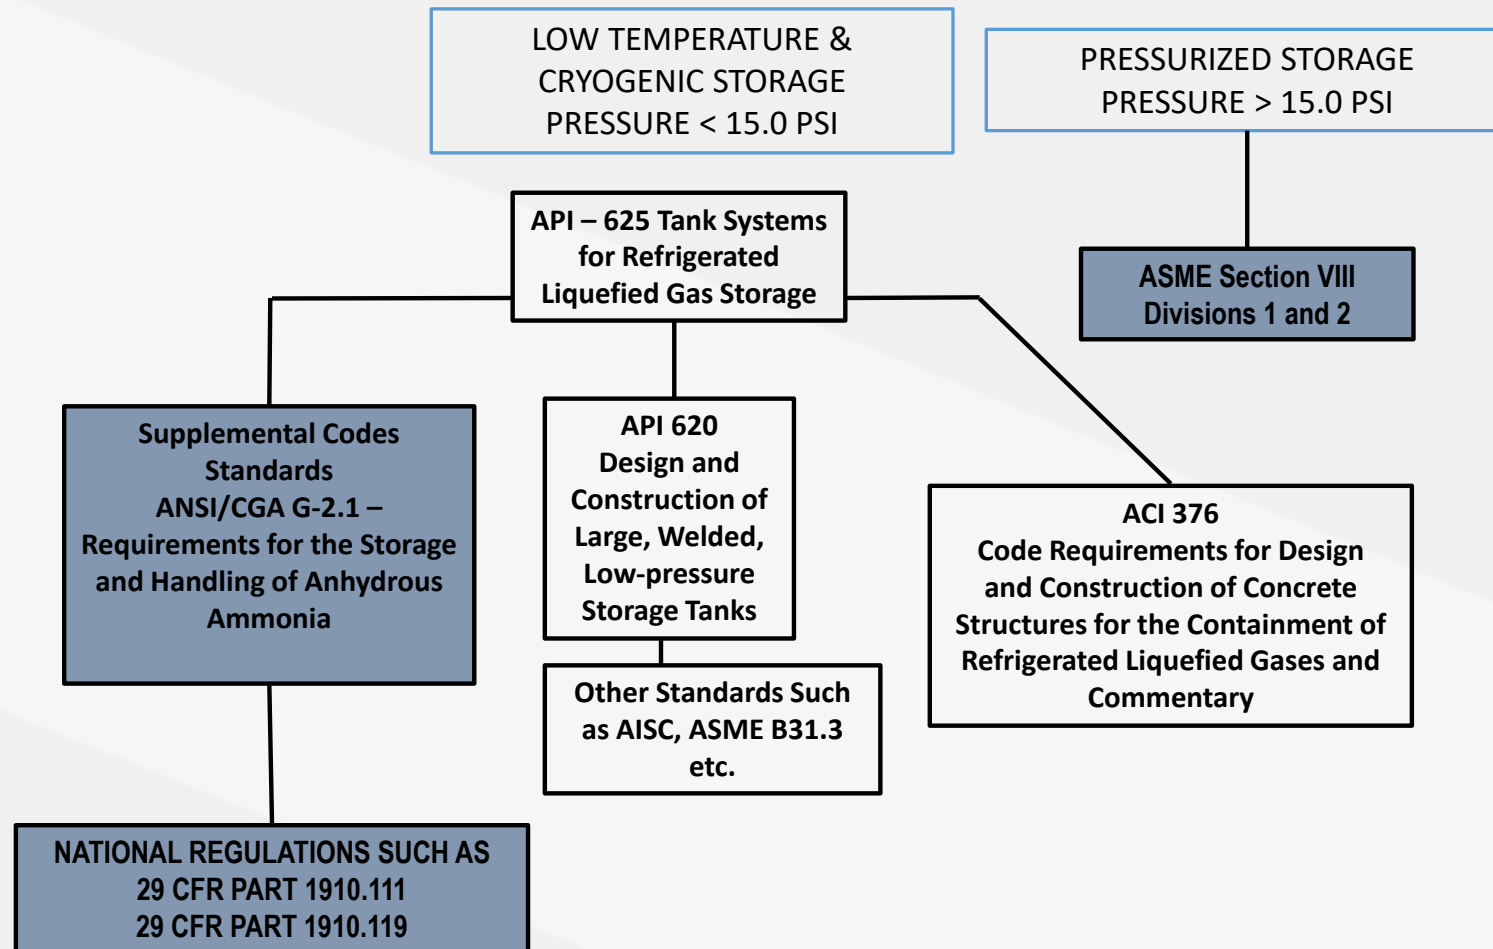 LOW TEMPERATURE &
CRYOGENIC STORAGE
PRESSURE < 15.0 PSI
PRESSURIZED STORAGE
PRESSURE > 15.0 PSI
API – 625 Tank Systems
for Refrigerated
Liquefied Gas Storage
ASME Section VIII
Divisions 1 and 2
Supplemental Codes
Standards
ANSI/CGA G-2.1 –
Requirements for the Storage
and Handling of Anhydrous
Ammonia
API 620
Design and
Construction of
Large, Welded,
Low-pressure
Storage Tanks
ACI 376
Code Requirements for Design
and Construction of Concrete
Structures for the Containment of
Refrigerated Liquefied Gases and
Commentary
Other Standards Such
as AISC, ASME B31.3
etc.
NATIONAL REGULATIONS SUCH AS
29 CFR PART 1910.111
29 CFR PART 1910.119